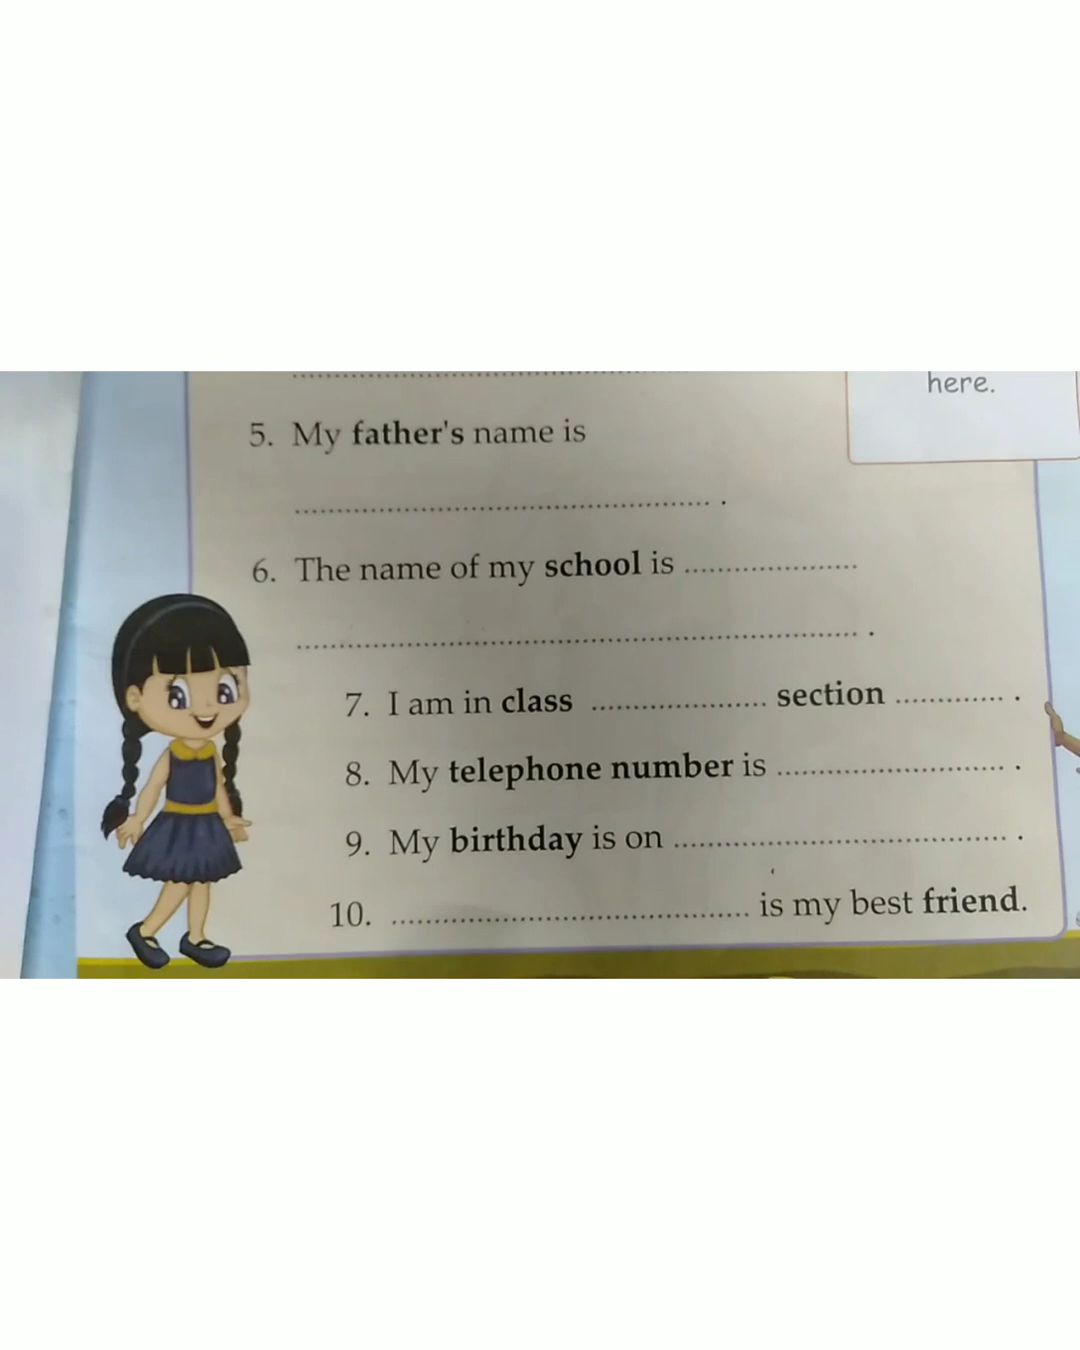 here.
5. My father's name is
.................................................. .
6. The name of my school is .....................
.................................................................... .
7. I am in class ..................... section ............. .
8. My telephone number is ........................... .
9. My birthday is on ........................................ .
10. ........................................... is my best friend.